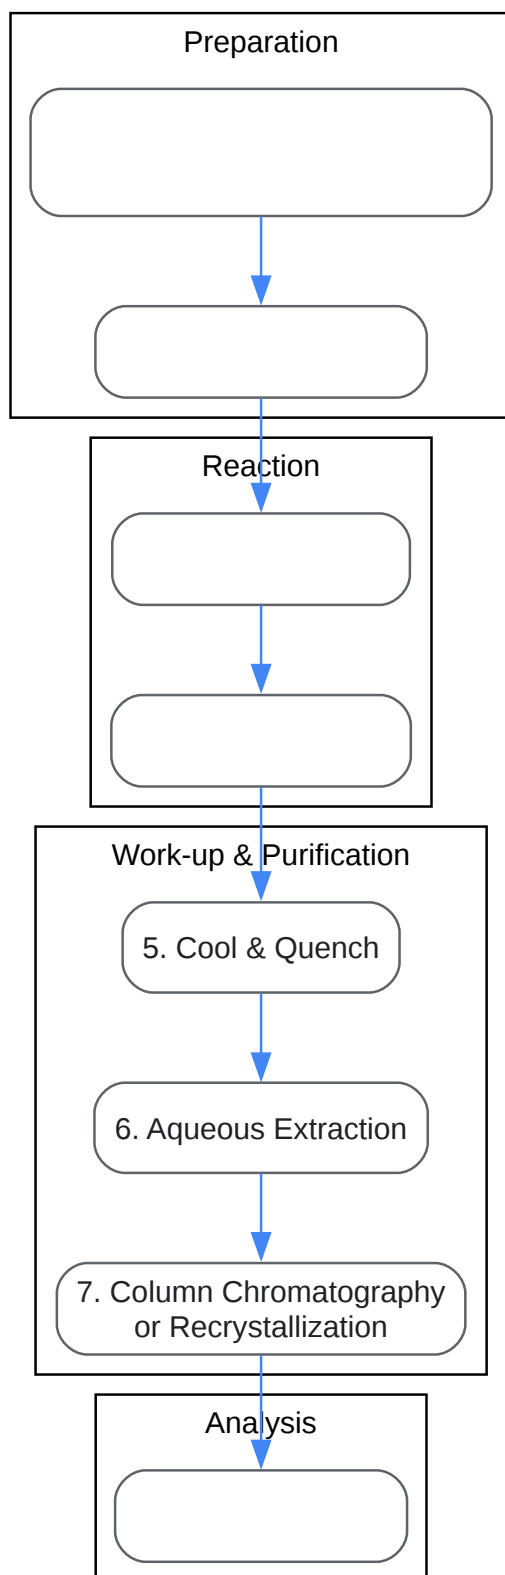 Preparation
Reaction
Work-up & Purification
5. Cool & Quench
6. Aqueous Extraction
7. Column Chromatography
or Recrystallization
Analysis